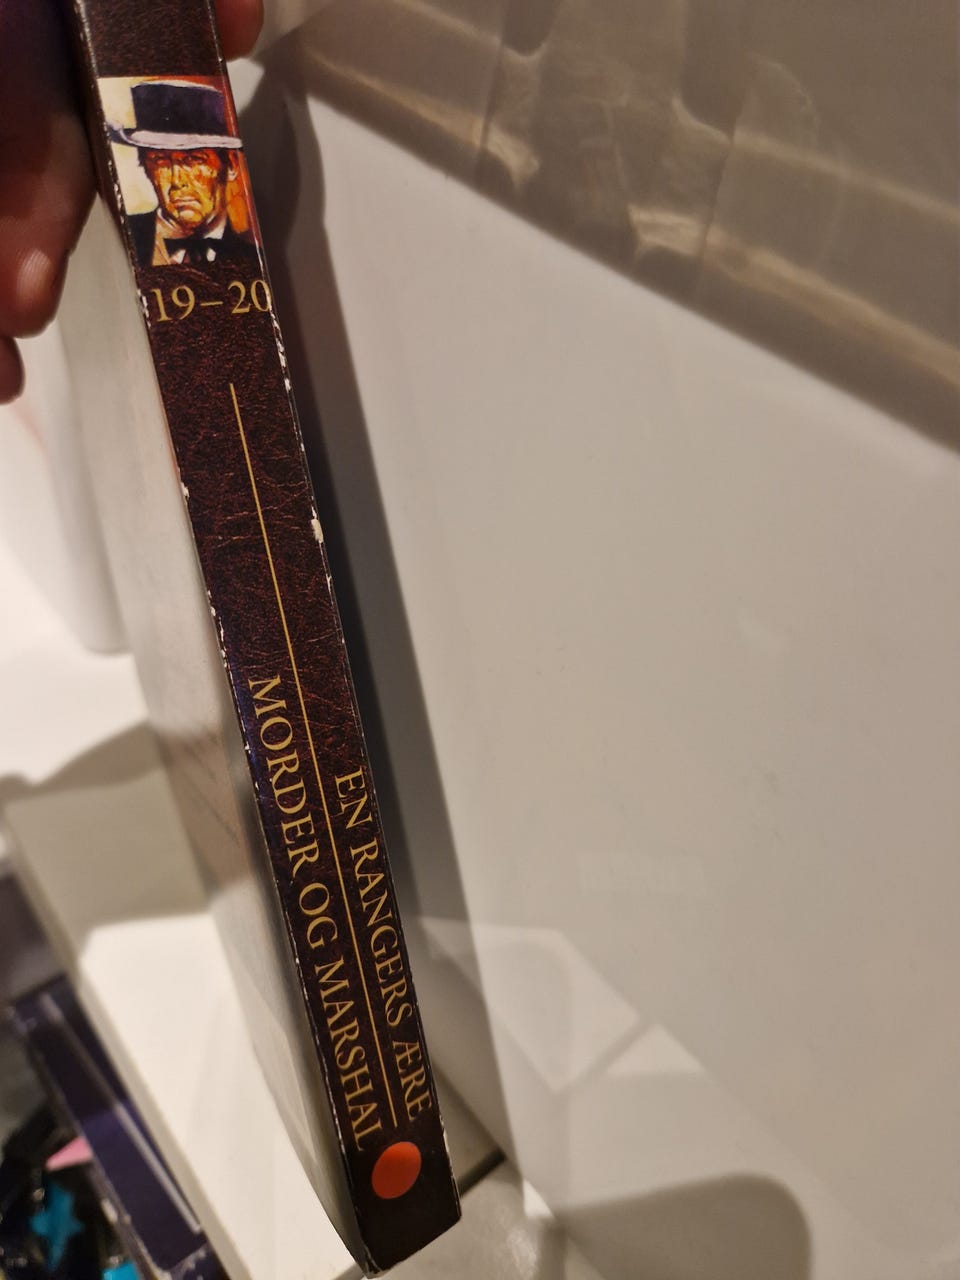 19–20
EN RANGERS ÆRE
MORDER OG MARSHAL